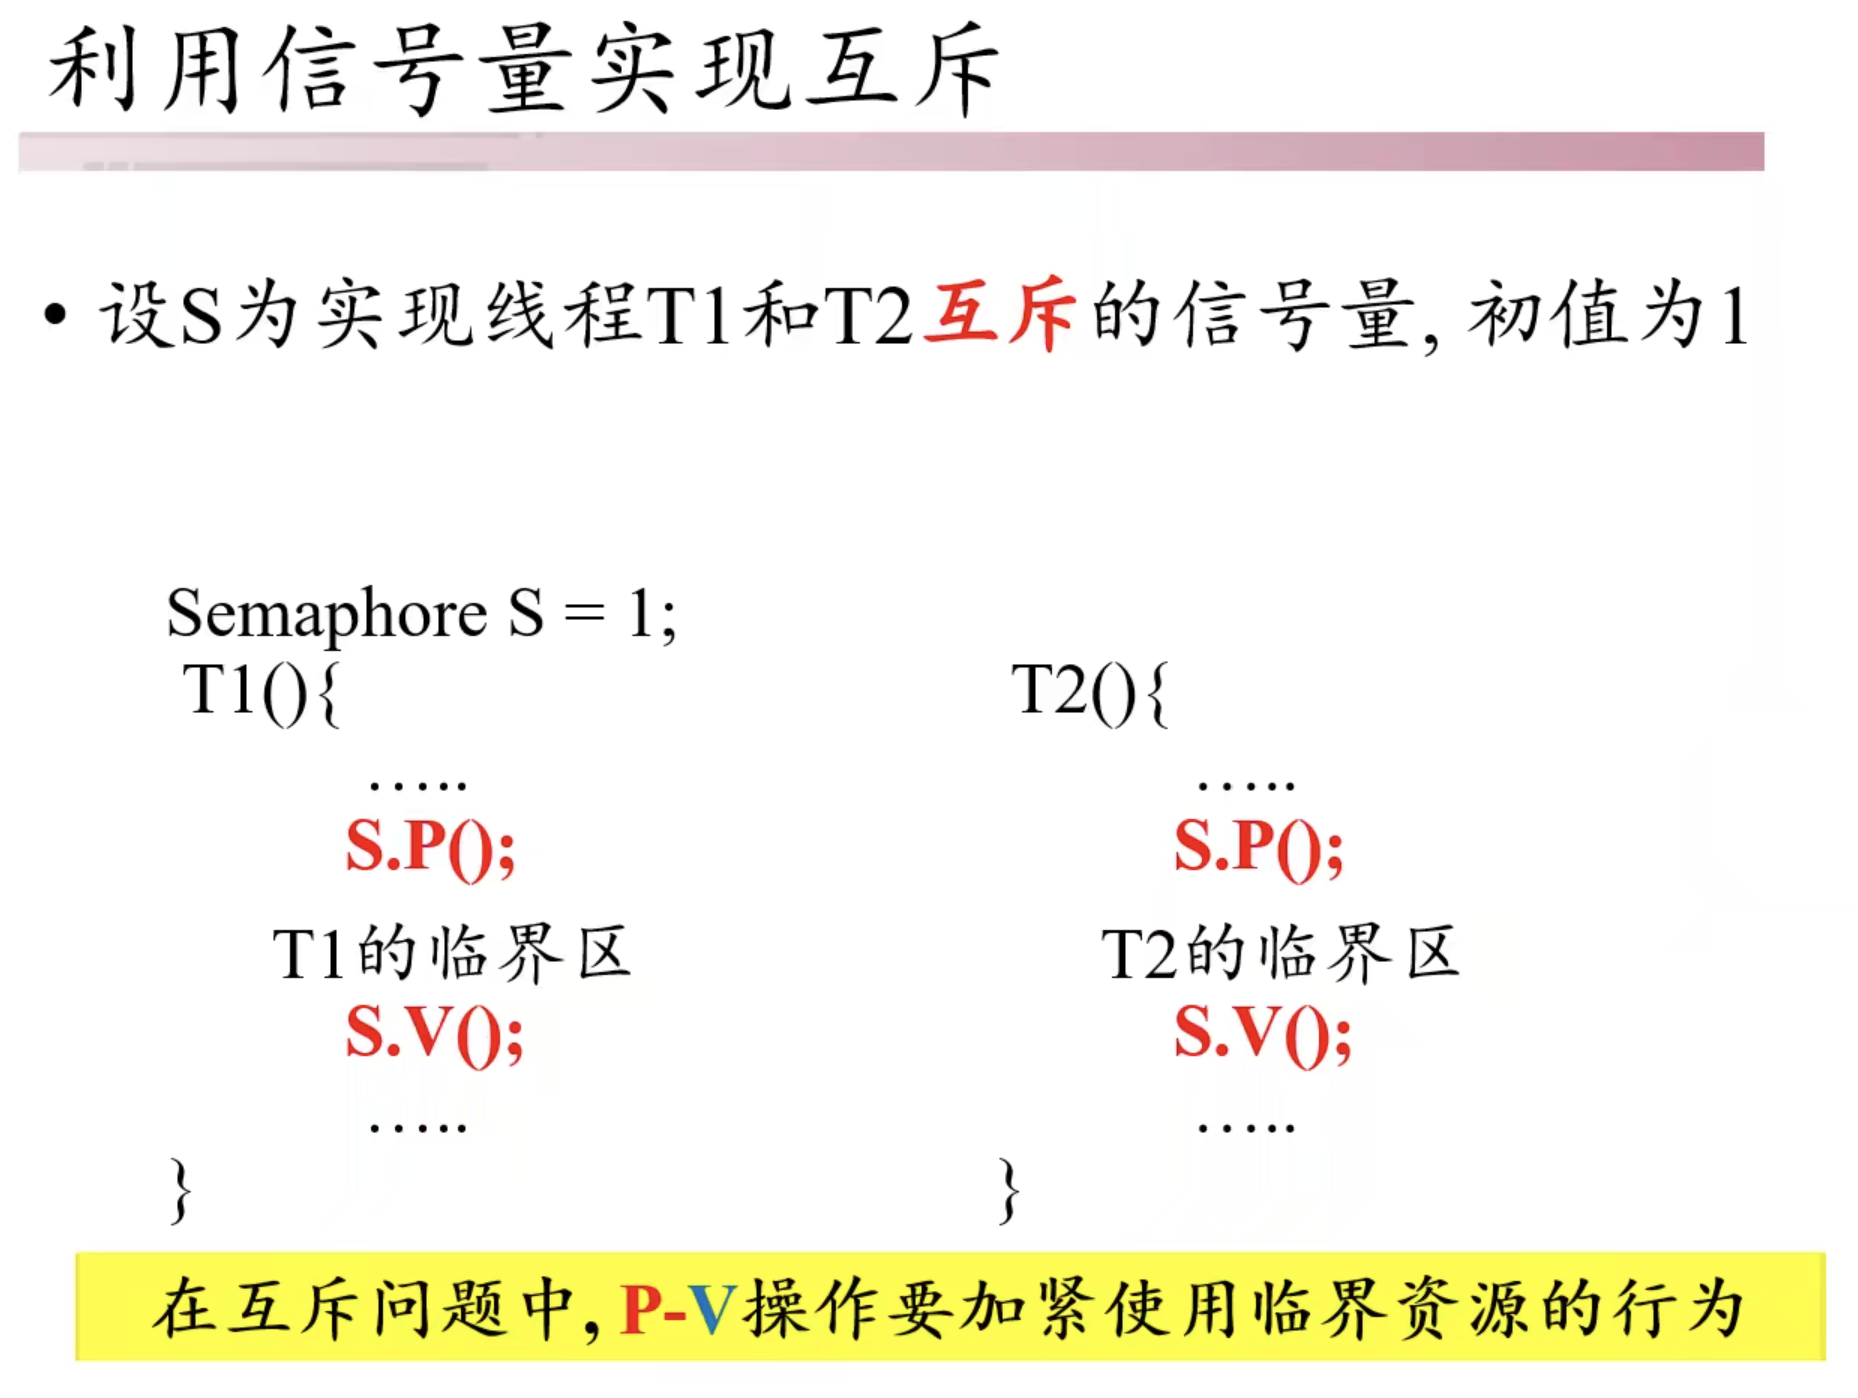 利用信号量实现互斥
• 设S为实现线程T1和T2互斥的信号量, 初值为1
Semaphore S = 1;
T1(){
…..
S.P();
T1的临界区
S.V();
…..
}
T2(){
…..
S.P();
T2的临界区
S.V();
…..
}
在互斥问题中, P-V操作要加紧使用临界资源的行为